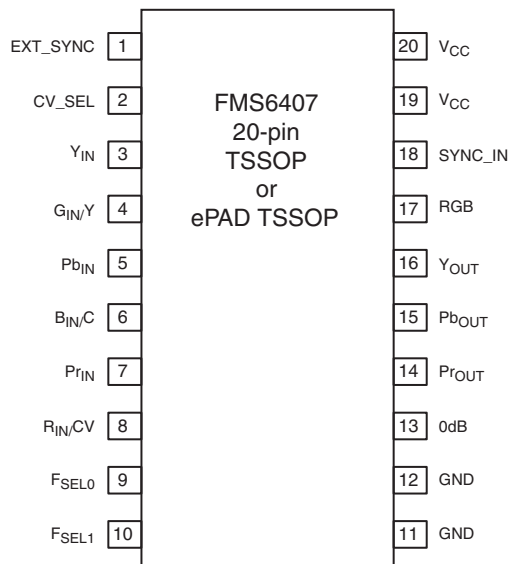 EXT_SYNC 1
CV_SEL 2
YIN 3
GIN/Y 4
PbIN 5
BIN/C 6
PrIN 7
RIN/CV 8
FSEL0 9
FSEL1 10
FMS6407
20-pin
TSSOP
or
ePAD TSSOP
20 VCC
19 VCC
18 SYNC_IN
17 RGB
16 YOUT
15 PbOUT
14 PrOUT
13 0dB
12 GND
11 GND